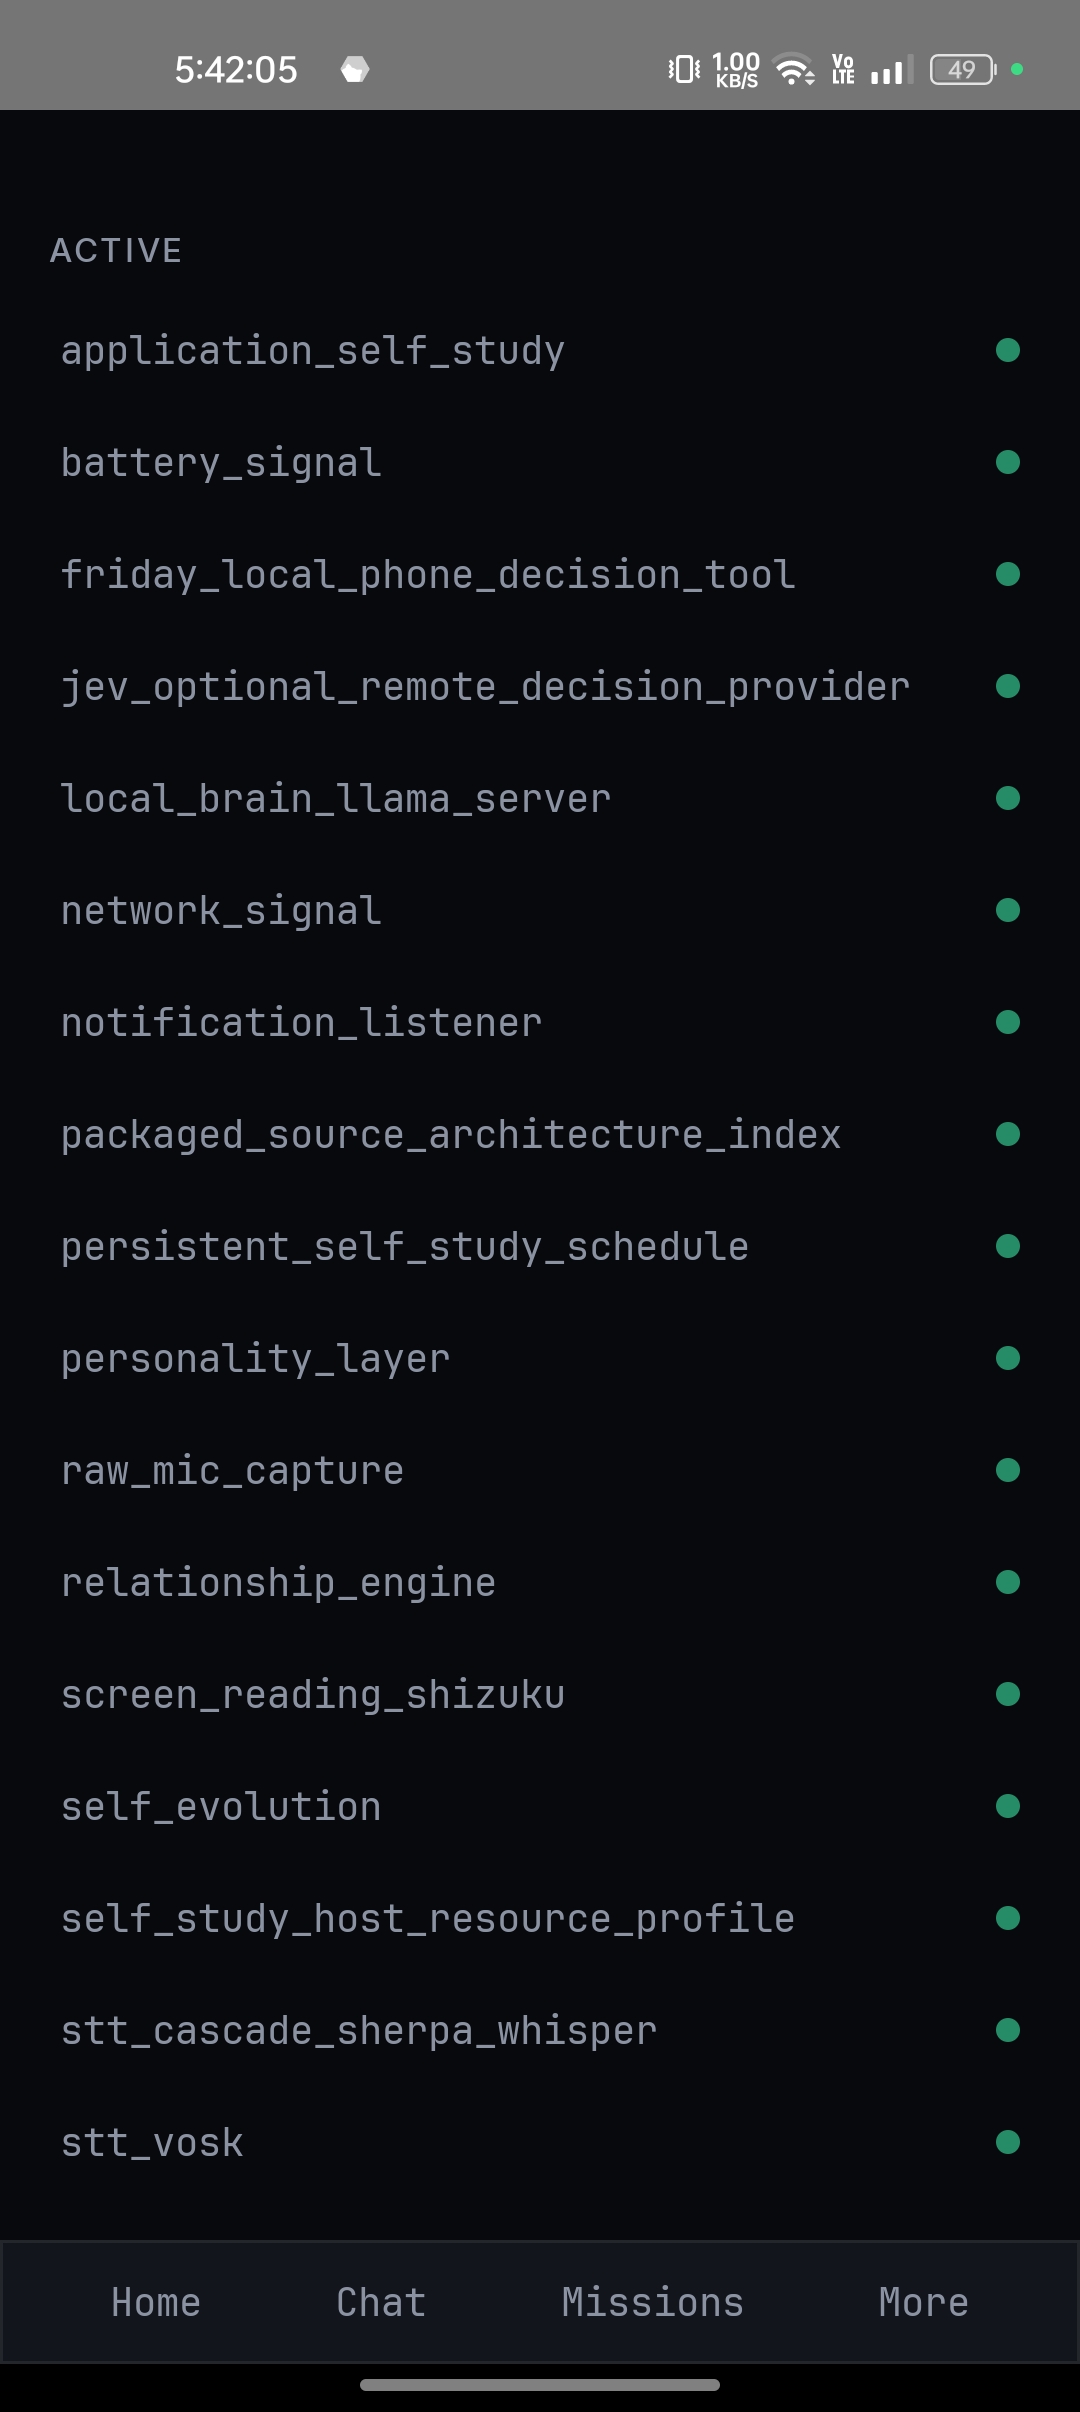 5:42:05
1.00
KB/S
Vo
LTE
49
ACTIVE
application_self_study
battery_signal
friday_local_phone_decision_tool
jev_optional_remote_decision_provider
local_brain_llama_server
network_signal
notification_listener
packaged_source_architecture_index
persistent_self_study_schedule
personality_layer
raw_mic_capture
relationship_engine
screen_reading_shizuku
self_evolution
self_study_host_resource_profile
stt_cascade_sherpa_whisper
stt_vosk
Home Chat Missions More